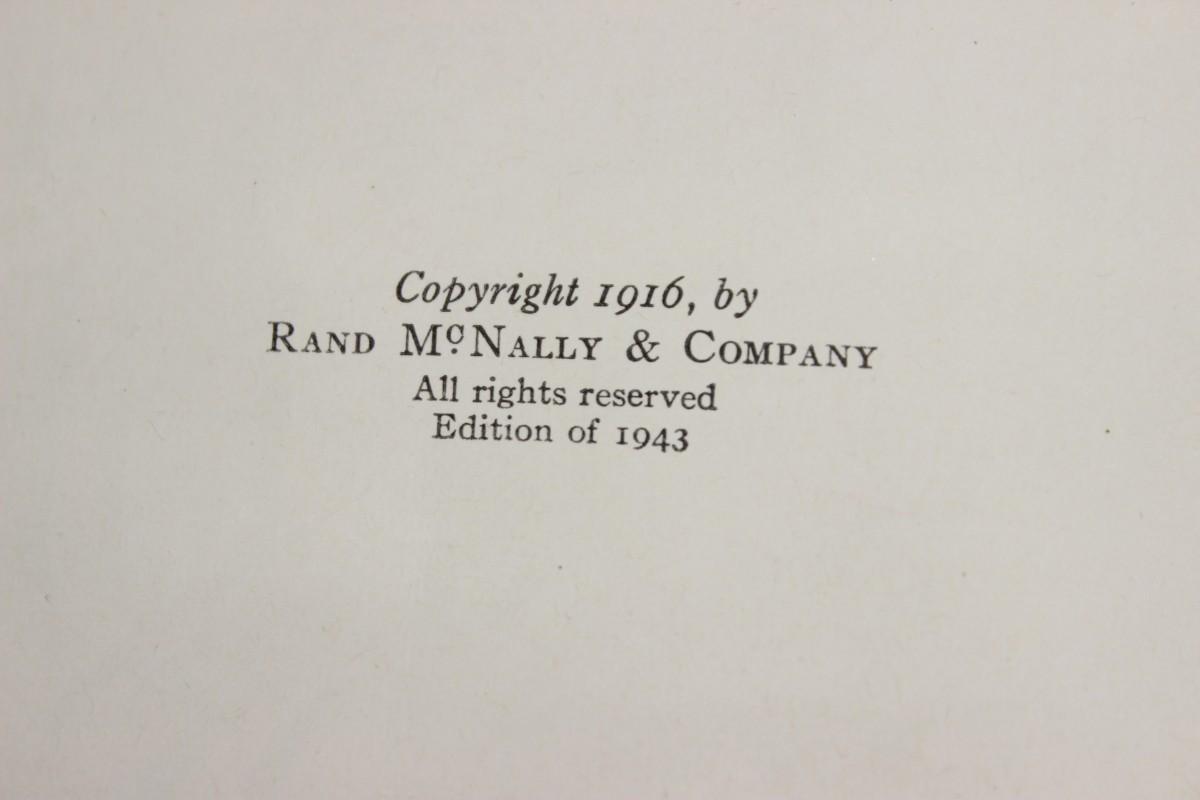 Copyright 1916, by
Rand McNally & Company
All rights reserved
Edition of 1943